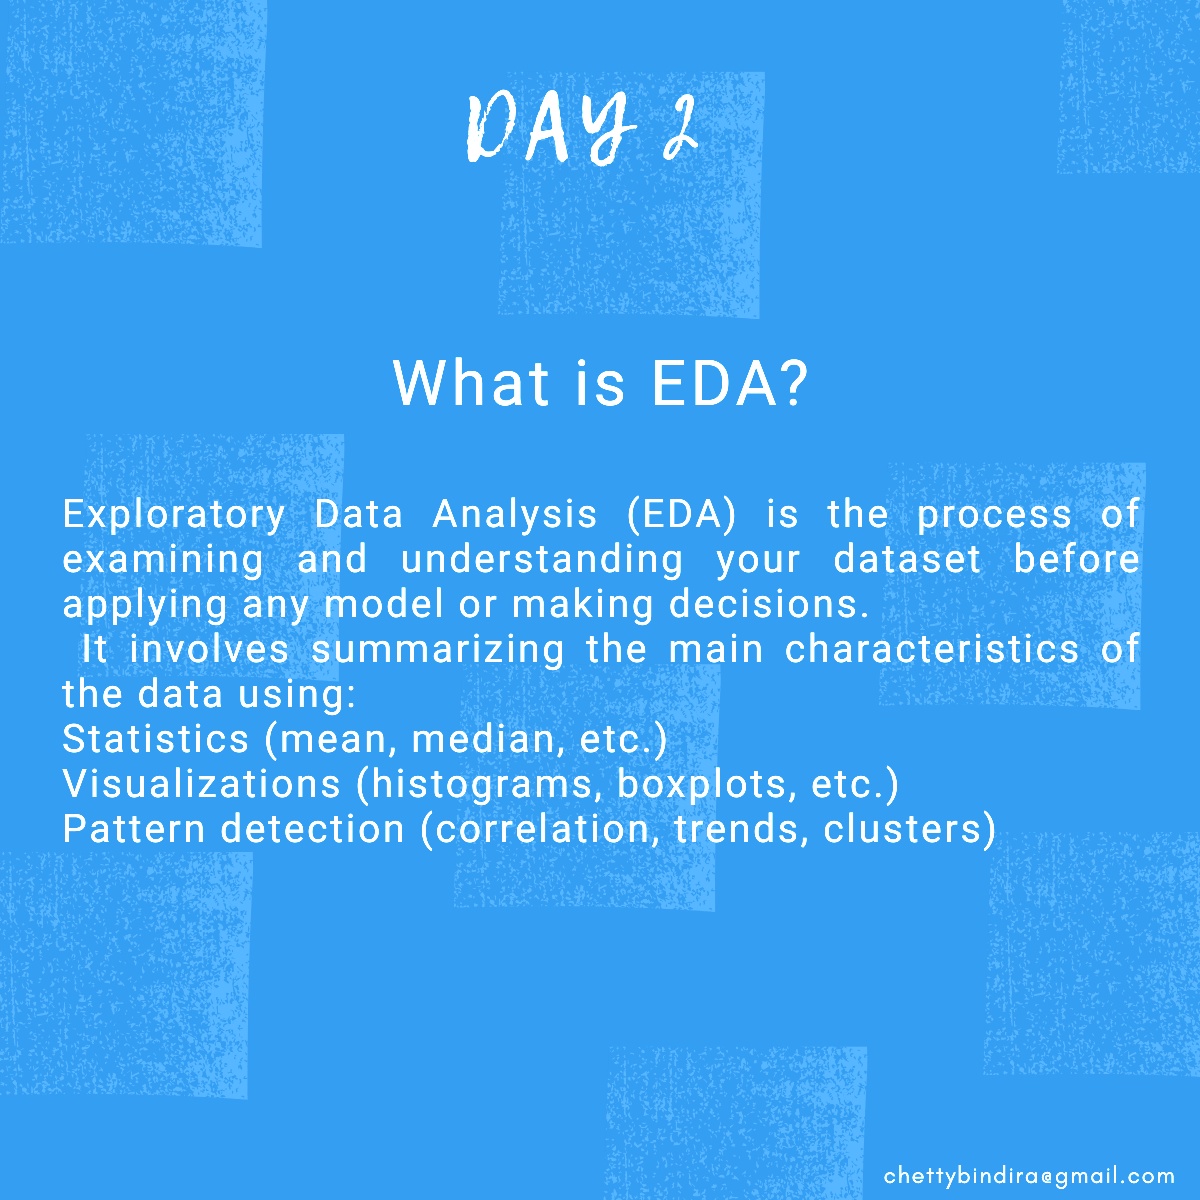 DAY 2
What is EDA?
Exploratory Data Analysis (EDA) is the process of
examining and understanding your dataset before
applying any model or making decisions.
It involves summarizing the main characteristics of
the data using:
Statistics (mean, median, etc.)
Visualizations (histograms, boxplots, etc.)
Pattern detection (correlation, trends, clusters)
chettybindira@gmail.com